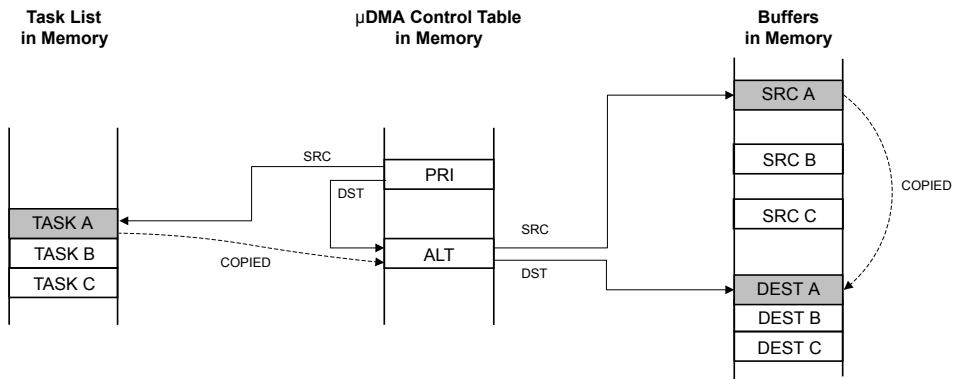 Task List
in Memory
µDMA Control Table
in Memory
Buffers
in Memory
SRC A
SRC
PRI
SRC B
DST
COPIED
TASK A
SRC C
SRC
TASK B
COPIED
ALT
DST
TASK C
DEST A
DEST B
DEST C